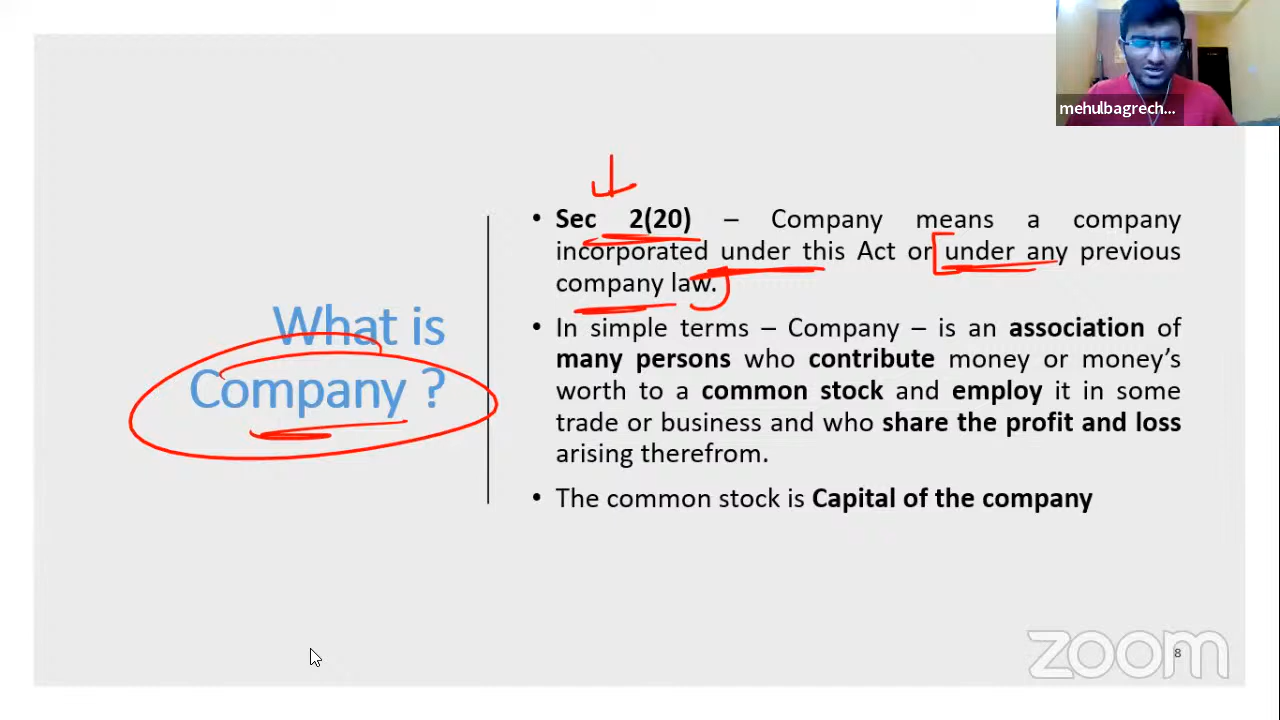 mehulbagrech...
What is
Company ?
• Sec 2(20) – Company means a company
incorporated under this Act or under any previous
company law.
• In simple terms – Company – is an association of
many persons who contribute money or money's
worth to a common stock and employ it in some
trade or business and who share the profit and loss
arising therefrom.
• The common stock is Capital of the company
zoom
8